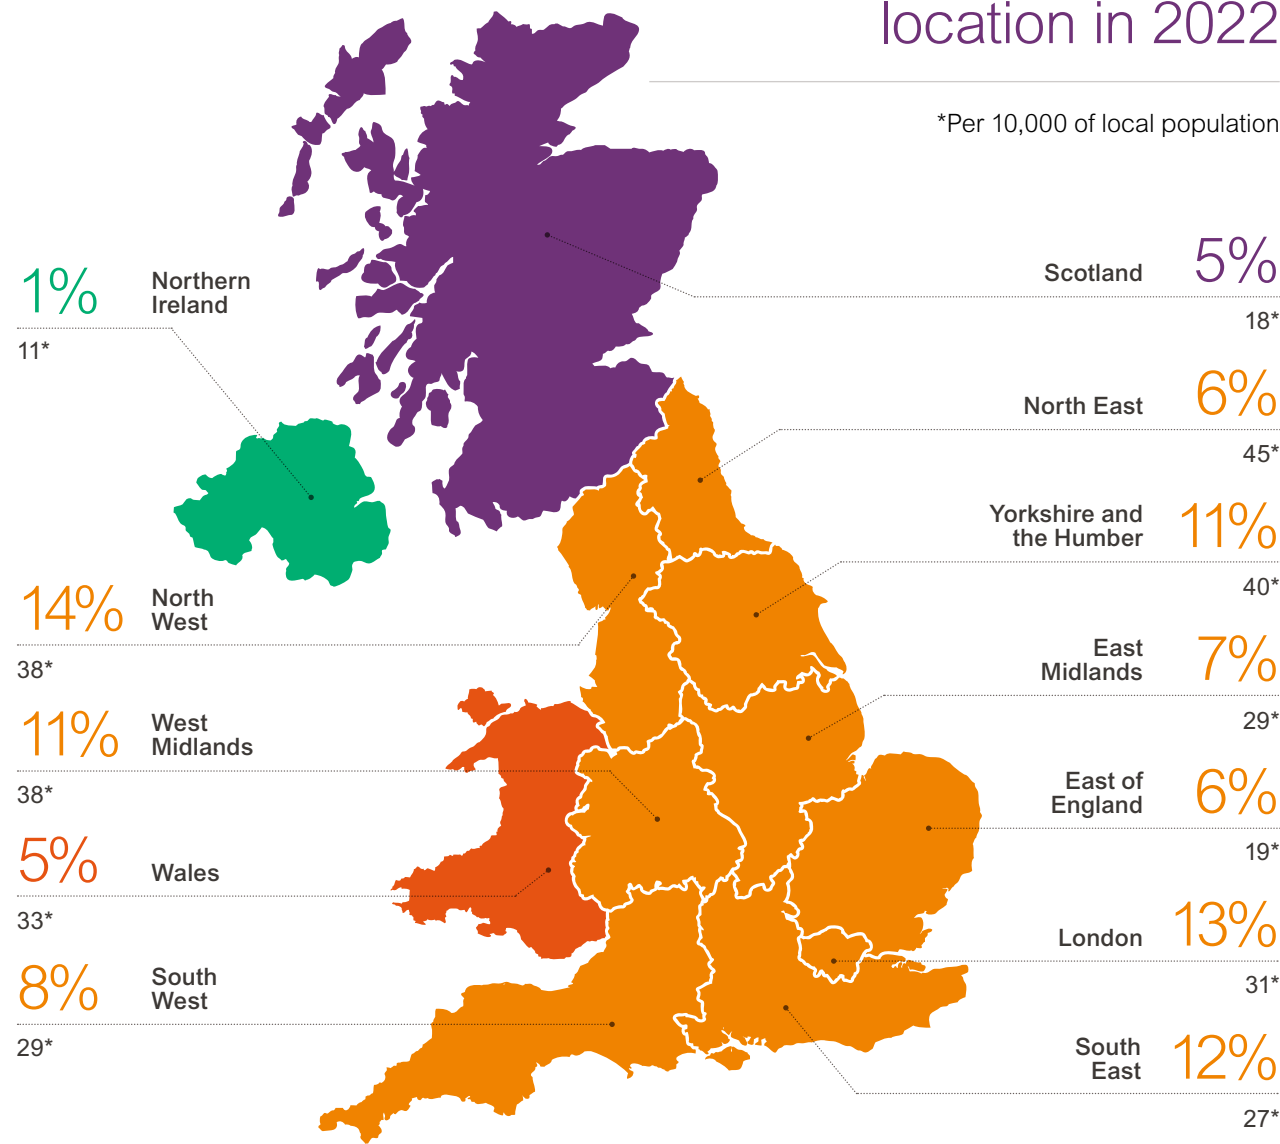 location in 2022
*Per 10,000 of local population
1%
Northern
Ireland
11*
Scotland
5%
18*
North East
6%
45*
Yorkshire and
the Humber
11%
40*
14%
North
West
38*
East
Midlands
7%
29*
11%
West
Midlands
38*
East of
England
6%
19*
5%
Wales
33*
London
13%
31*
8%
South
West
29*
South
East
12%
27*